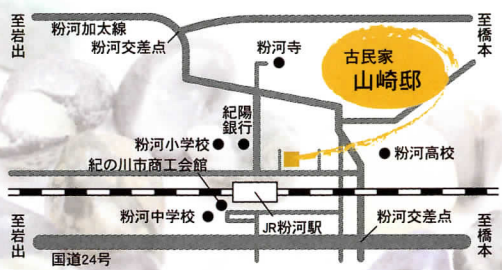 至岩出
粉河加太線
粉河交差点
粉河寺
至橋本
古民家
山崎邸
紀陽
銀行
粉河小学校
粉河高校
紀の川市商工会館
粉河中学校
JR粉河駅
粉河交差点
至岩出
国道24号
至橋本